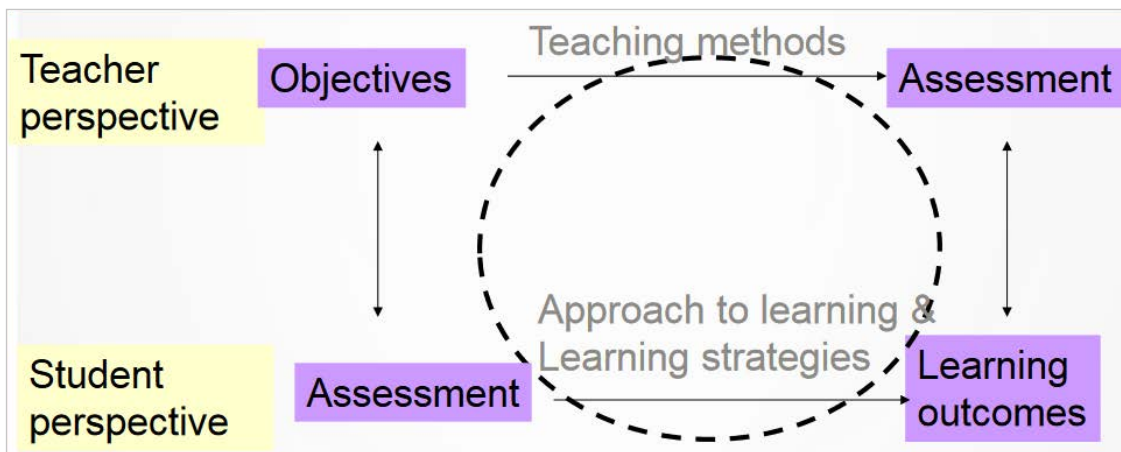 Teaching methods
Teacher
perspective
Objectives
Assessment
Approach to learning &
Learning strategies
Student
perspective
Assessment
Learning
outcomes